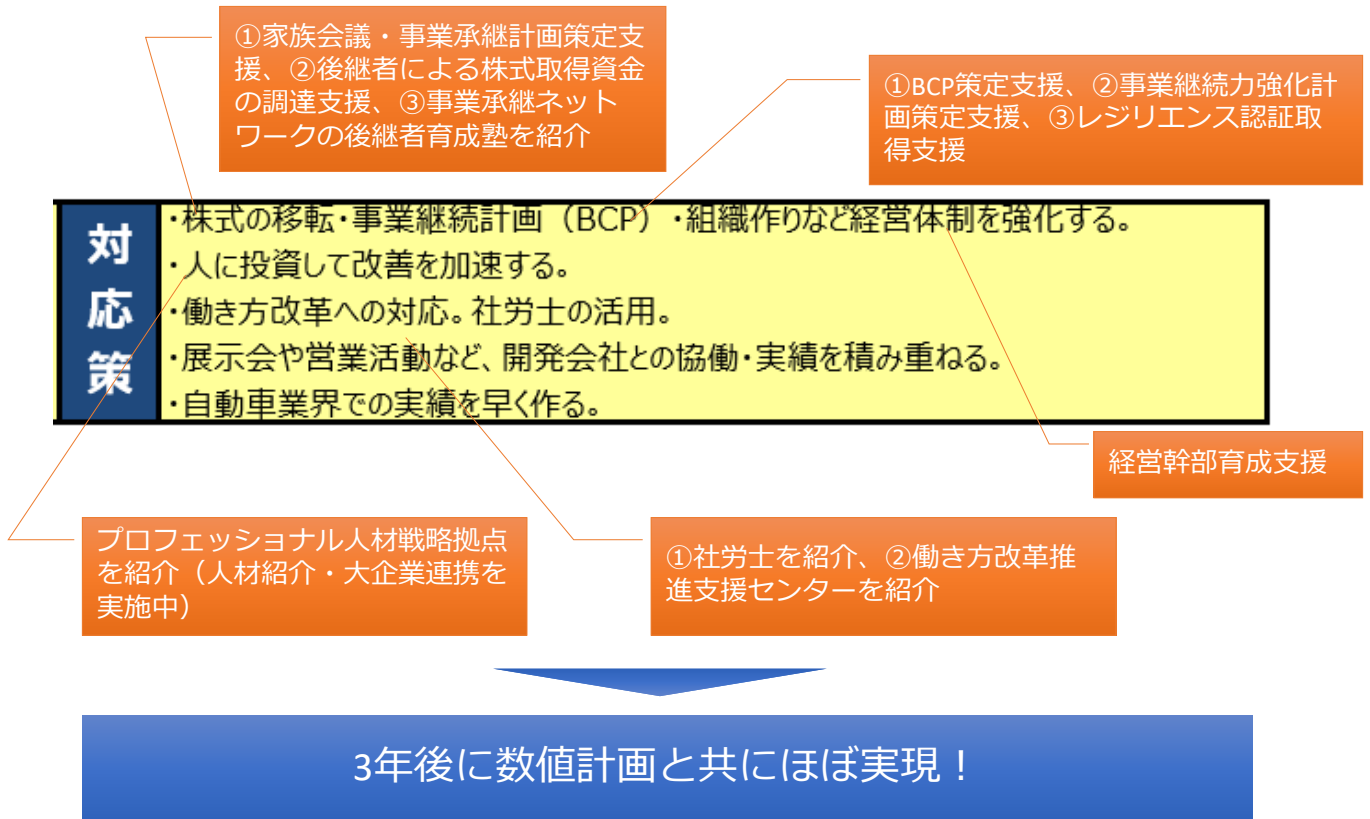 ①家族会議・事業承継計画策定支
援、②後継者による株式取得資金
の調達支援、③事業承継ネット
ワークの後継者育成塾を紹介
①BCP策定支援、②事業継続力強化計
画策定支援、③レジリエンス認証取
得支援
対応策
・株式の移転・事業継続計画（BCP）・組織作りなど経営体制を強化する。
・人に投資して改善を加速する。
・働き方改革への対応。社労士の活用。
・展示会や営業活動など、開発会社との協働・実績を積み重ねる。
・自動車業界での実績を早く作る。
経営幹部育成支援
プロフェッショナル人材戦略拠点
を紹介（人材紹介・大企業連携を
実施中）
①社労士を紹介、②働き方改革推
進支援センターを紹介
3年後に数値計画と共にほぼ実現！